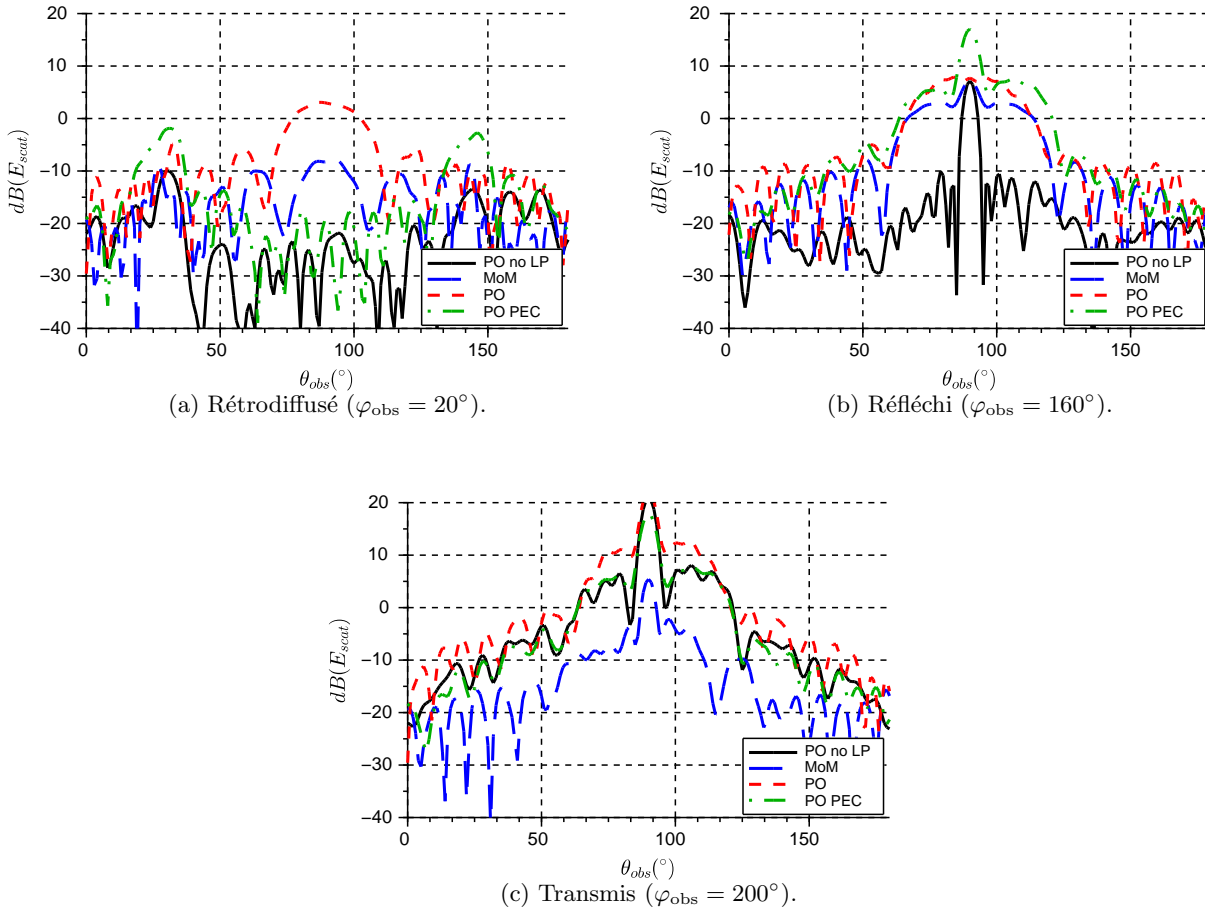 20
10
0
−10
−20
−30
−40
0
50
100
150
dB(E_scat)
θ_obs(°)
PO no LP
MoM
PO
PO PEC
(a) Rétrodiffusé (φ_obs = 20°).
20
10
0
−10
−20
−30
−40
0
50
100
150
dB(E_scat)
θ_obs(°)
PO no LP
MoM
PO
PO PEC
(b) Réfléchi (φ_obs = 160°).
20
10
0
−10
−20
−30
−40
0
50
100
150
dB(E_scat)
θ_obs(°)
PO no LP
MoM
PO
PO PEC
(c) Transmis (φ_obs = 200°).